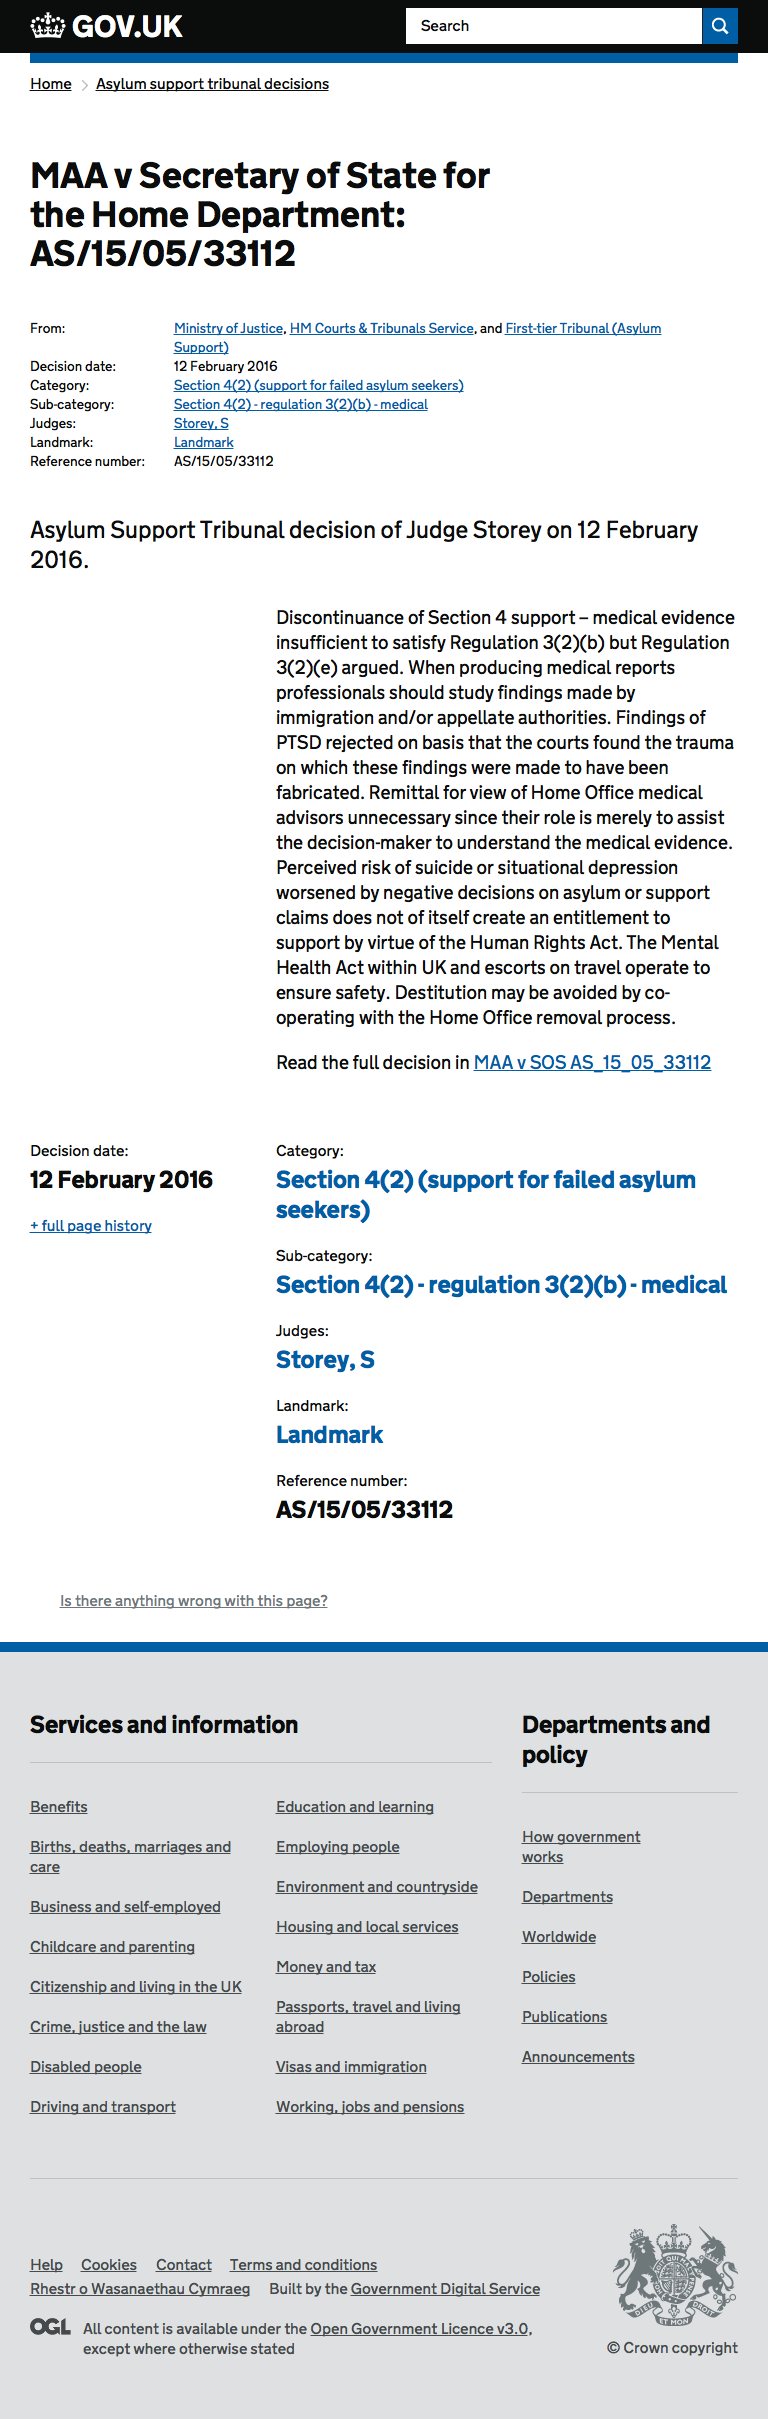 GOV.UK
Search
Home
Asylum support tribunal decisions
MAA v Secretary of State for
the Home Department:
AS/15/05/33112
From: Ministry of Justice, HM Courts & Tribunals Service, and First-tier Tribunal (Asylum
Support)
Decision date: 12 February 2016
Category: Section 4(2) (support for failed asylum seekers)
Sub-category: Section 4(2) - regulation 3(2)(b) - medical
Judges: Storey, S
Landmark: Landmark
Reference number: AS/15/05/33112
Asylum Support Tribunal decision of Judge Storey on 12 February
2016.
Discontinuance of Section 4 support – medical evidence
insufficient to satisfy Regulation 3(2)(b) but Regulation
3(2)(e) argued. When producing medical reports
professionals should study findings made by
immigration and/or appellate authorities. Findings of
PTSD rejected on basis that the courts found the trauma
on which these findings were made to have been
fabricated. Remittal for view of Home Office medical
advisors unnecessary since their role is merely to assist
the decision-maker to understand the medical evidence.
Perceived risk of suicide or situational depression
worsened by negative decisions on asylum or support
claims does not of itself create an entitlement to
support by virtue of the Human Rights Act. The Mental
Health Act within UK and escorts on travel operate to
ensure safety. Destitution may be avoided by co-
operating with the Home Office removal process.
Read the full decision in MAA v SOS AS_15_05_33112
Decision date:
12 February 2016
+ full page history
Category:
Section 4(2) (support for failed asylum
seekers)
Sub-category:
Section 4(2) - regulation 3(2)(b) - medical
Judges:
Storey, S
Landmark:
Landmark
Reference number:
AS/15/05/33112
Is there anything wrong with this page?
Services and information
Benefits
Births, deaths, marriages and
care
Business and self-employed
Childcare and parenting
Citizenship and living in the UK
Crime, justice and the law
Disabled people
Driving and transport
Education and learning
Employing people
Environment and countryside
Housing and local services
Money and tax
Passports, travel and living
abroad
Visas and immigration
Working, jobs and pensions
Departments and
policy
How government
works
Departments
Worldwide
Policies
Publications
Announcements
Help Cookies Contact Terms and conditions
Rhestr o Wasanaethau Cymraeg Built by the Government Digital Service
OGL All content is available under the Open Government Licence v3.0,
except where otherwise stated
DIEU ET MON DROIT
© Crown copyright